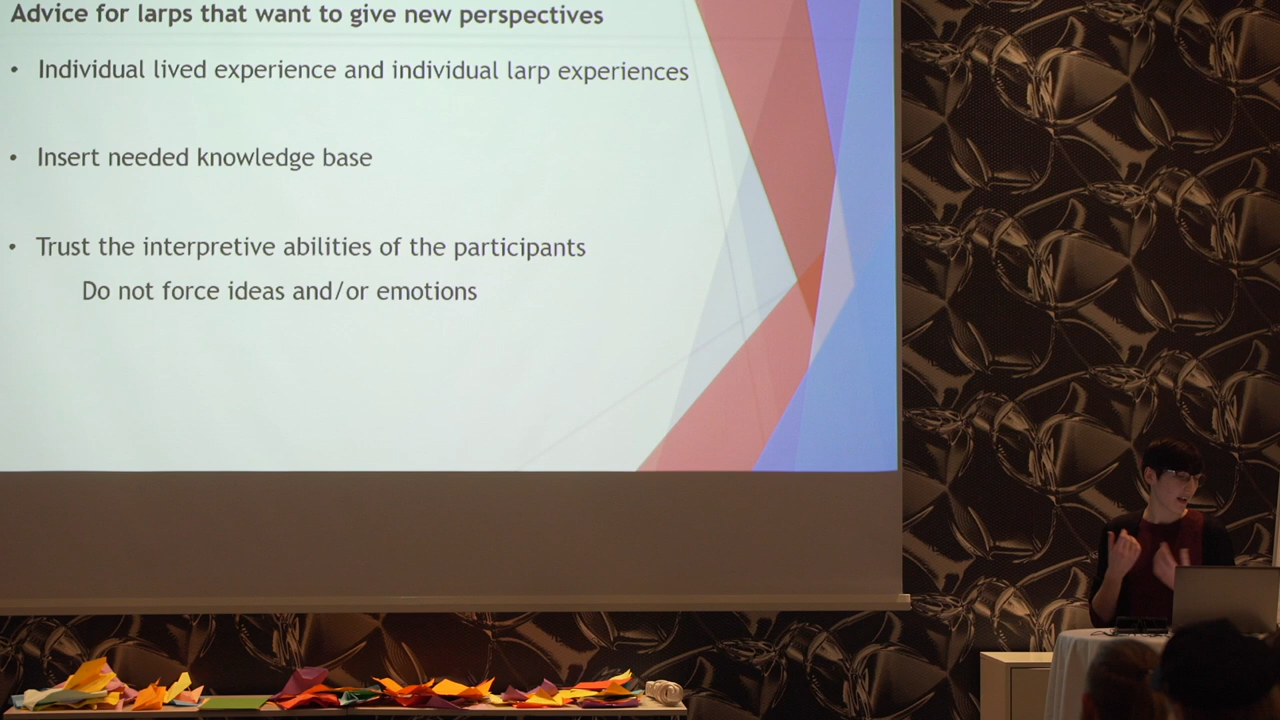 Advice for larps that want to give new perspectives
• Individual lived experience and individual larp experiences
• Insert needed knowledge base
• Trust the interpretive abilities of the participants
Do not force ideas and/or emotions